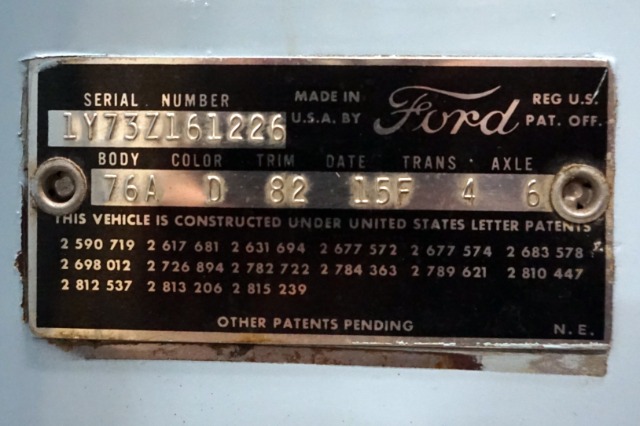 SERIAL NUMBER MADE IN Ford REG U.S.
1Y73Z161226 U.S.A. BY PAT. OFF.
BODY COLOR TRIM DATE TRANS AXLE
76A D 82 15F 4 6
THIS VEHICLE IS CONSTRUCTED UNDER UNITED STATES LETTER PATENTS
2 590 719 2 617 681 2 631 694 2 677 572 2 677 574 2 683 578
2 698 012 2 726 894 2 782 722 2 784 363 2 789 621 2 810 447
2 812 537 2 813 206 2 815 239
OTHER PATENTS PENDING N.E.